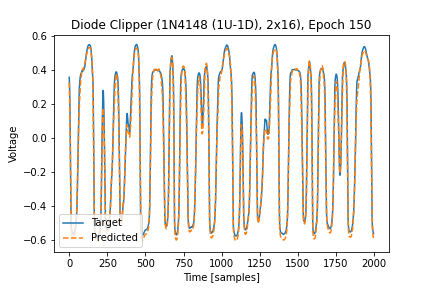 Diode Clipper (1N4148 (1U-1D), 2x16), Epoch 150
0.6
0.4
0.2
0.0
−0.2
−0.4
−0.6
Voltage
Target
Predicted
0 250 500 750 1000 1250 1500 1750 2000
Time [samples]